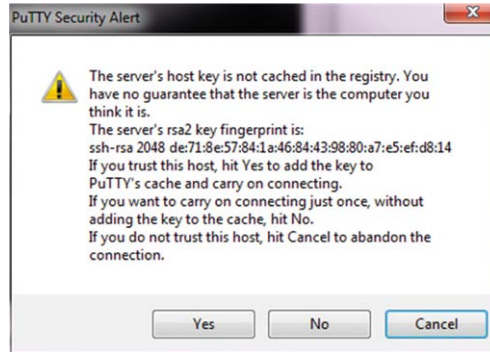 PuTTY Security Alert
The server's host key is not cached in the registry. You
have no guarantee that the server is the computer you
think it is.
The server's rsa2 key fingerprint is:
ssh-rsa 2048 de:71:8e:57:84:1a:46:84:43:98:80:a7:e5:ef:d8:14
If you trust this host, hit Yes to add the key to
PuTTY's cache and carry on connecting.
If you want to carry on connecting just once, without
adding the key to the cache, hit No.
If you do not trust this host, hit Cancel to abandon the
connection.
Yes No Cancel